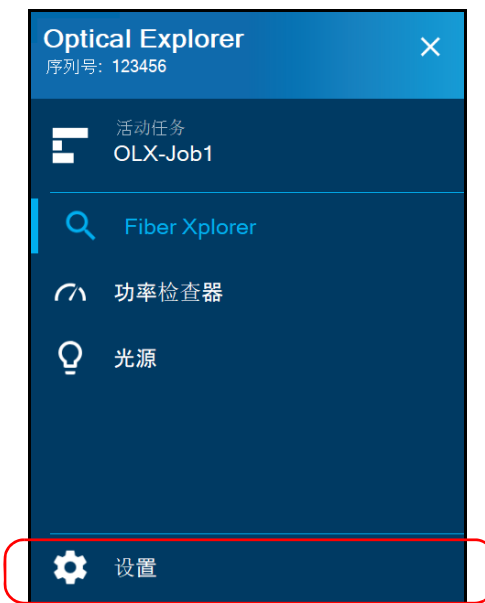 Optical Explorer
序列号: 123456
活动任务
OLX-Job1
Fiber Xplorer
功率检查器
光源
设置